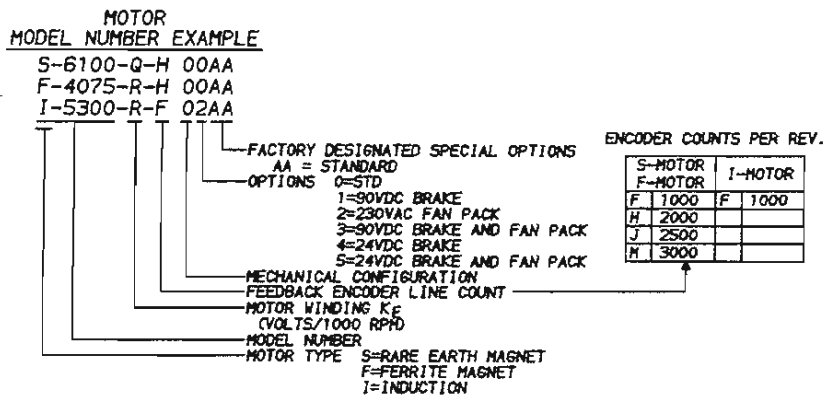 MOTOR
MODEL NUMBER EXAMPLE
S-6100-Q-H 00AA
F-4075-R-H 00AA
I-5300-R-F 02AA
FACTORY DESIGNATED SPECIAL OPTIONS
AA = STANDARD
OPTIONS 0=STD
1=90VDC BRAKE
2=230VAC FAN PACK
3=90VDC BRAKE AND FAN PACK
4=24VDC BRAKE
5=24VDC BRAKE AND FAN PACK
MECHANICAL CONFIGURATION
FEEDBACK ENCODER LINE COUNT
MOTOR WINDING KE
(VOLTS/1000 RPM)
MODEL NUMBER
MOTOR TYPE S=RARE EARTH MAGNET
F=FERRITE MAGNET
I=INDUCTION
ENCODER COUNTS PER REV.
S-MOTOR I-MOTOR
F-MOTOR
F 1000 F 1000
H 2000
J 2500
M 3000